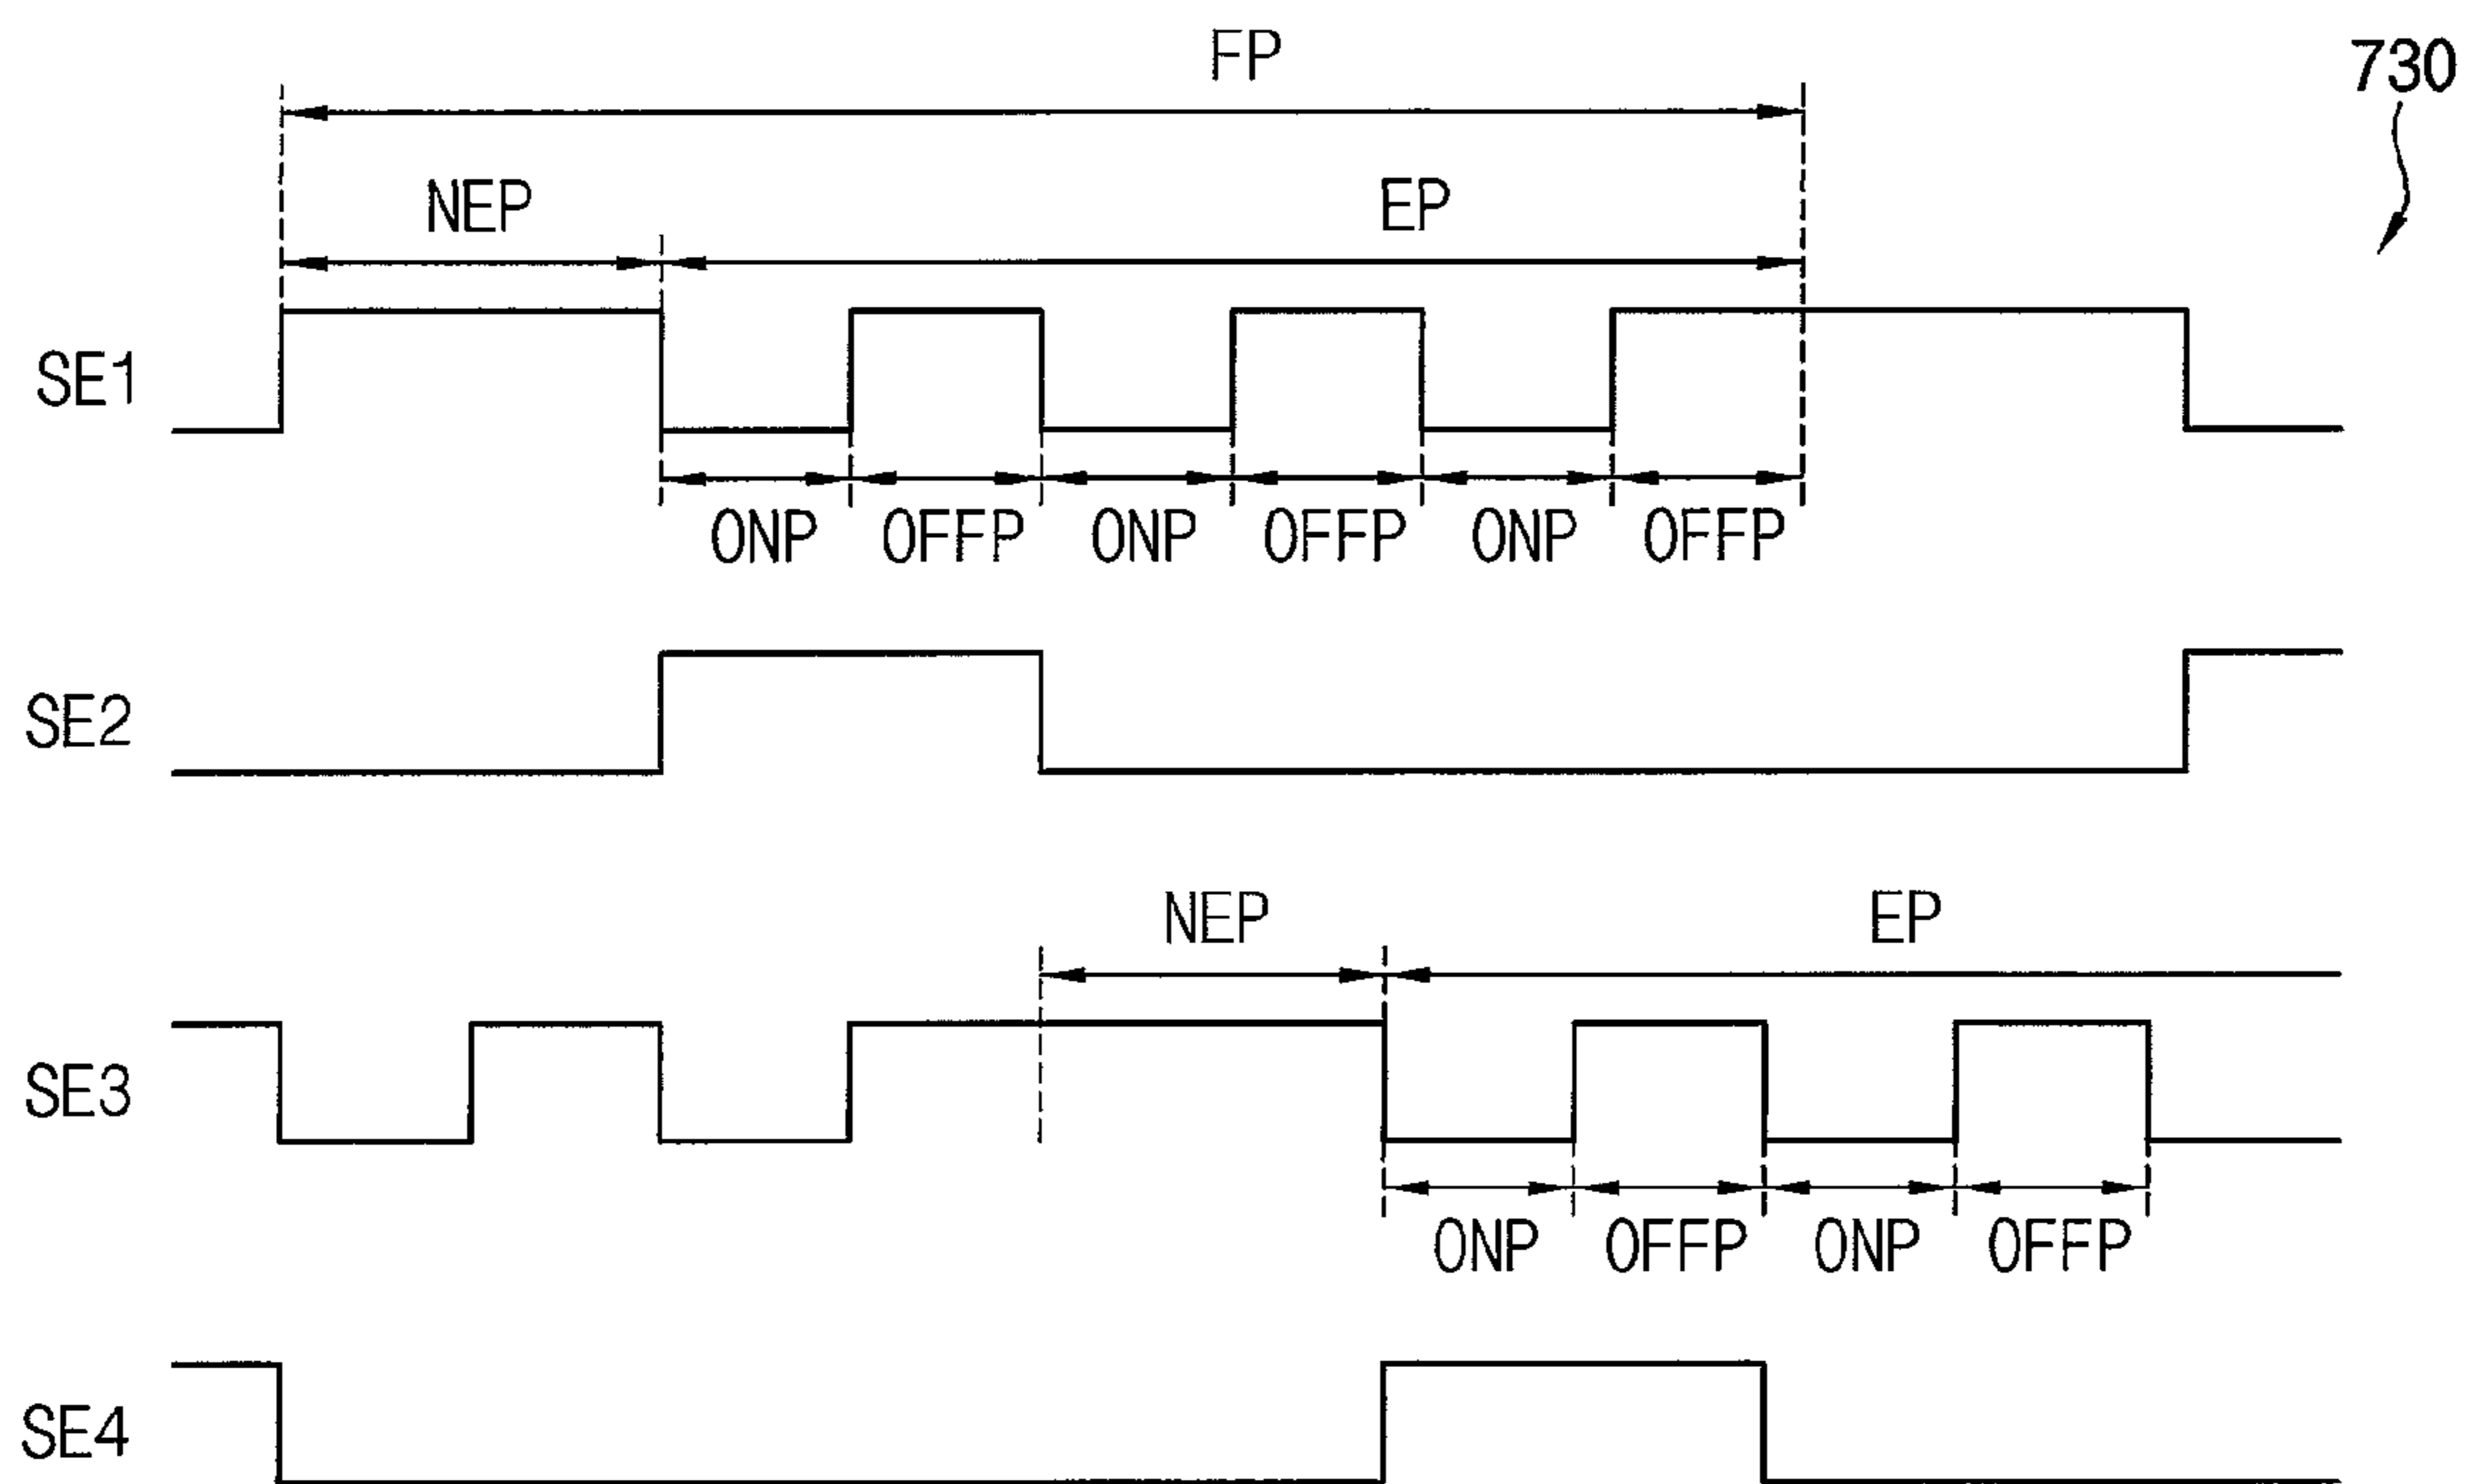 FP
730
NEP EP
SE1
ONP OFFP ONP OFFP ONP OFFP
SE2
NEP EP
SE3
ONP OFFP ONP OFFP
SE4